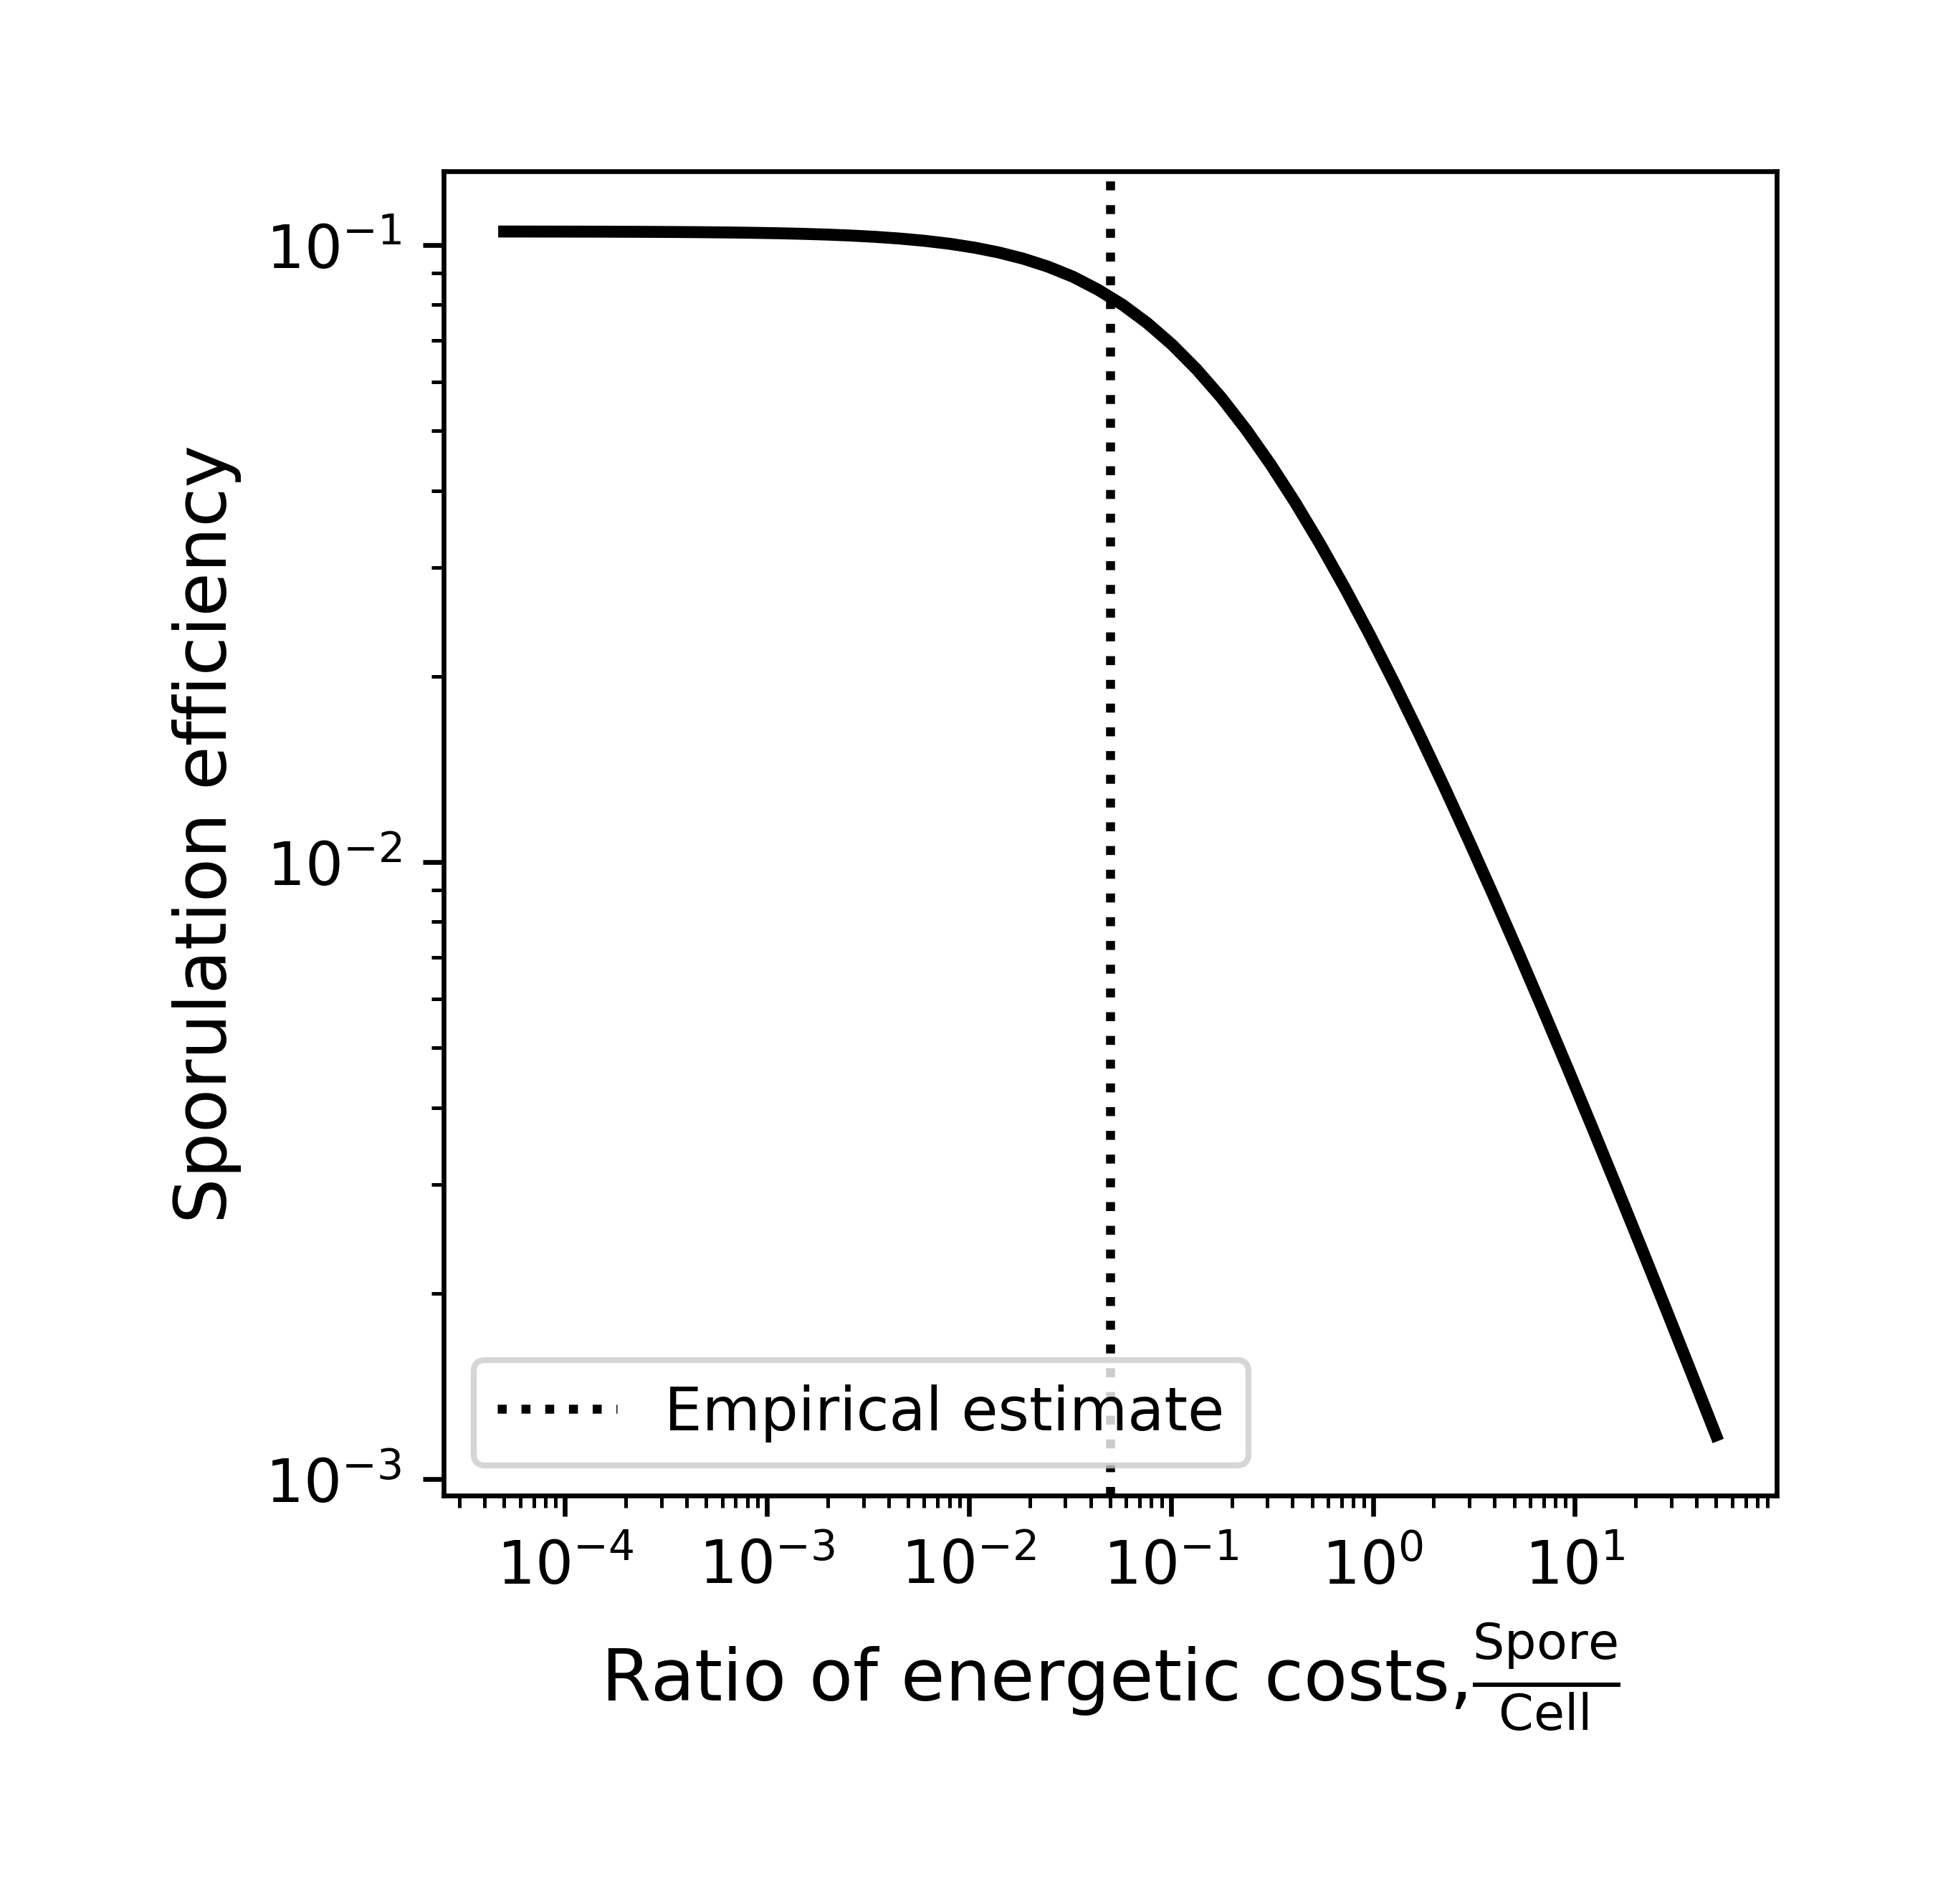 Sporulation efficiency
10⁻¹
10⁻²
10⁻³
Empirical estimate
10⁻⁴ 10⁻³ 10⁻² 10⁻¹ 10⁰ 10¹
Ratio of energetic costs, Spore/Cell